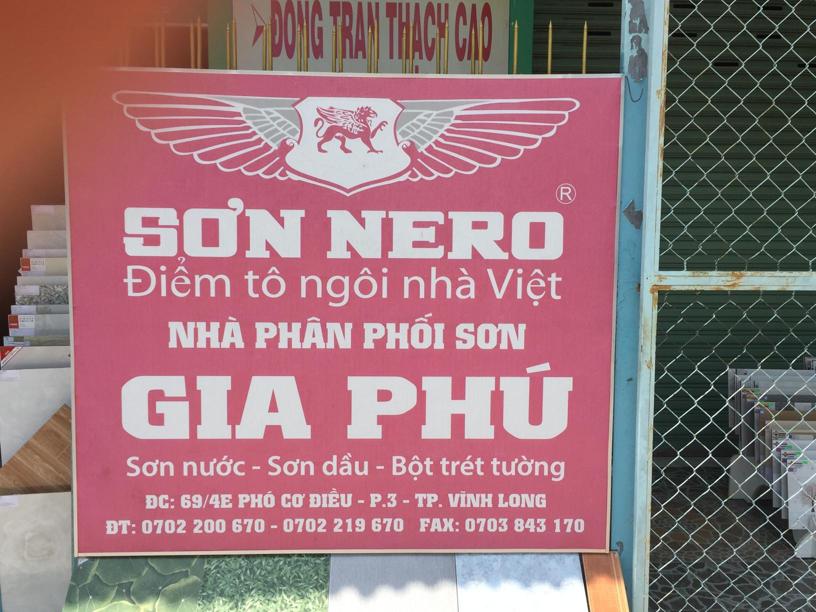 ĐÓNG TRẦN THẠCH CAO
®
SƠN NERO
Điểm tô ngôi nhà Việt
NHÀ PHÂN PHỐI SƠN
GIA PHÚ
Sơn nước - Sơn dầu - Bột trét tường
ĐC: 69/4E PHÓ CƠ ĐIỀU - P.3 - TP. VĨNH LONG
ĐT: 0702 200 670 - 0702 219 670 FAX: 0703 843 170